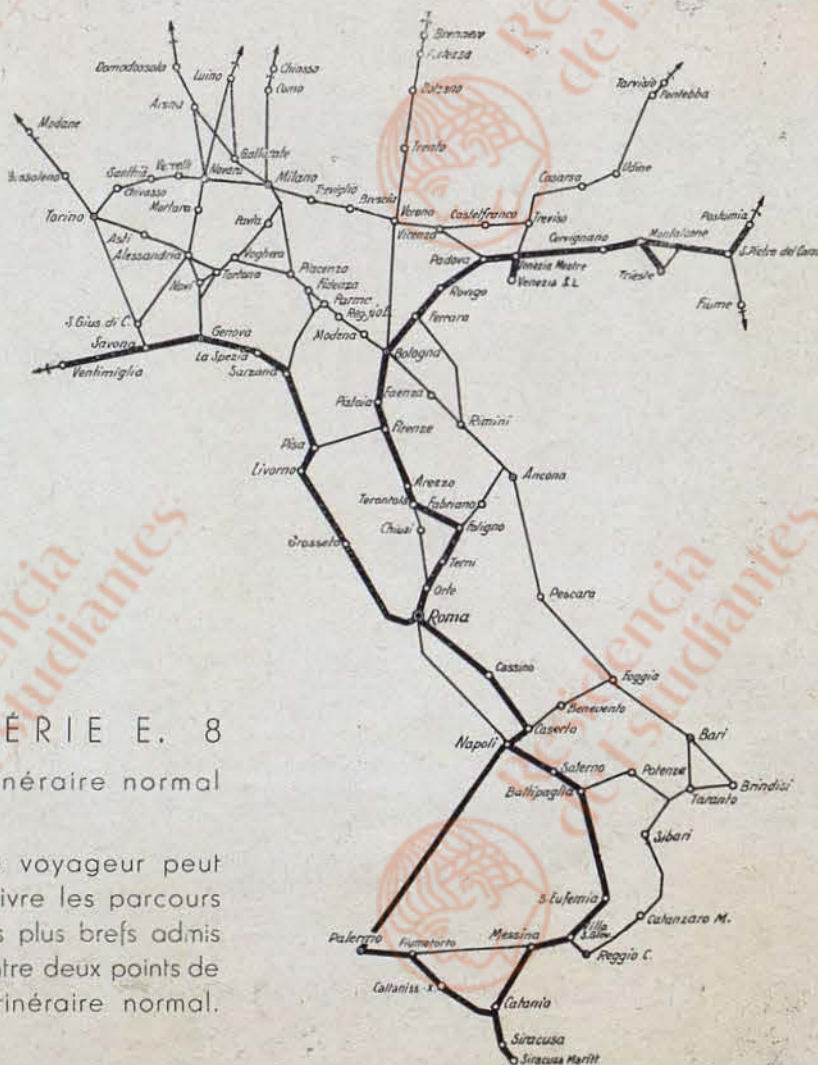 Brennero
Fortezza
Domodossola
Luino
Chiasso
Como
Bolzano
Tarvisio
Pontebba
Arona
Modane
Gallarate
Trento
Bussoleno
Santhià
Vercelli
Novara
Milano
Udine
Chivasso
Treviglio
Brescia
Casarsa
Torino
Mortara
Pavia
Verona
Castelfranco
Treviso
Postumia
Asti
Vicenza
Cervignano
Monfalcone
Alessandria
Voghera
Padova
Venezia Mestre
S. Pietro del Carso
Tortona
Piacenza
Trieste
Novi
Fidenza
Rovigo
Venezia S.L.
Parma
Fiume
S. Gius. di C.
Reggio E.
Ferrara
Genova
Modena
Savona
La Spezia
Bologna
Ventimiglia
Sarzana
Faenza
Pistoia
Rimini
Firenze
Pisa
Livorno
Ancona
Arezzo
Terontola
Fabriano
Chiusi
Foligno
Grosseto
Terni
Orte
Pescara
Roma
Cassino
Foggia
Benevento
Caserta
Napoli
Bari
Salerno
Potenza
Battipaglia
Taranto
Brindisi
Sibari
S. Eufemia
Catanzaro M.
Villa
S. Giov.
Palermo
Fiumetorto
Messina
Reggio C.
Caltaniss. X.
Catania
Siracusa
Siracusa Maritt.
ÉRIE E. 8
néraire normal
voyageur peut
ivre les parcours
s plus brefs admis
ntre deux points de
inéraire normal.
Residencia
de Estudiantes